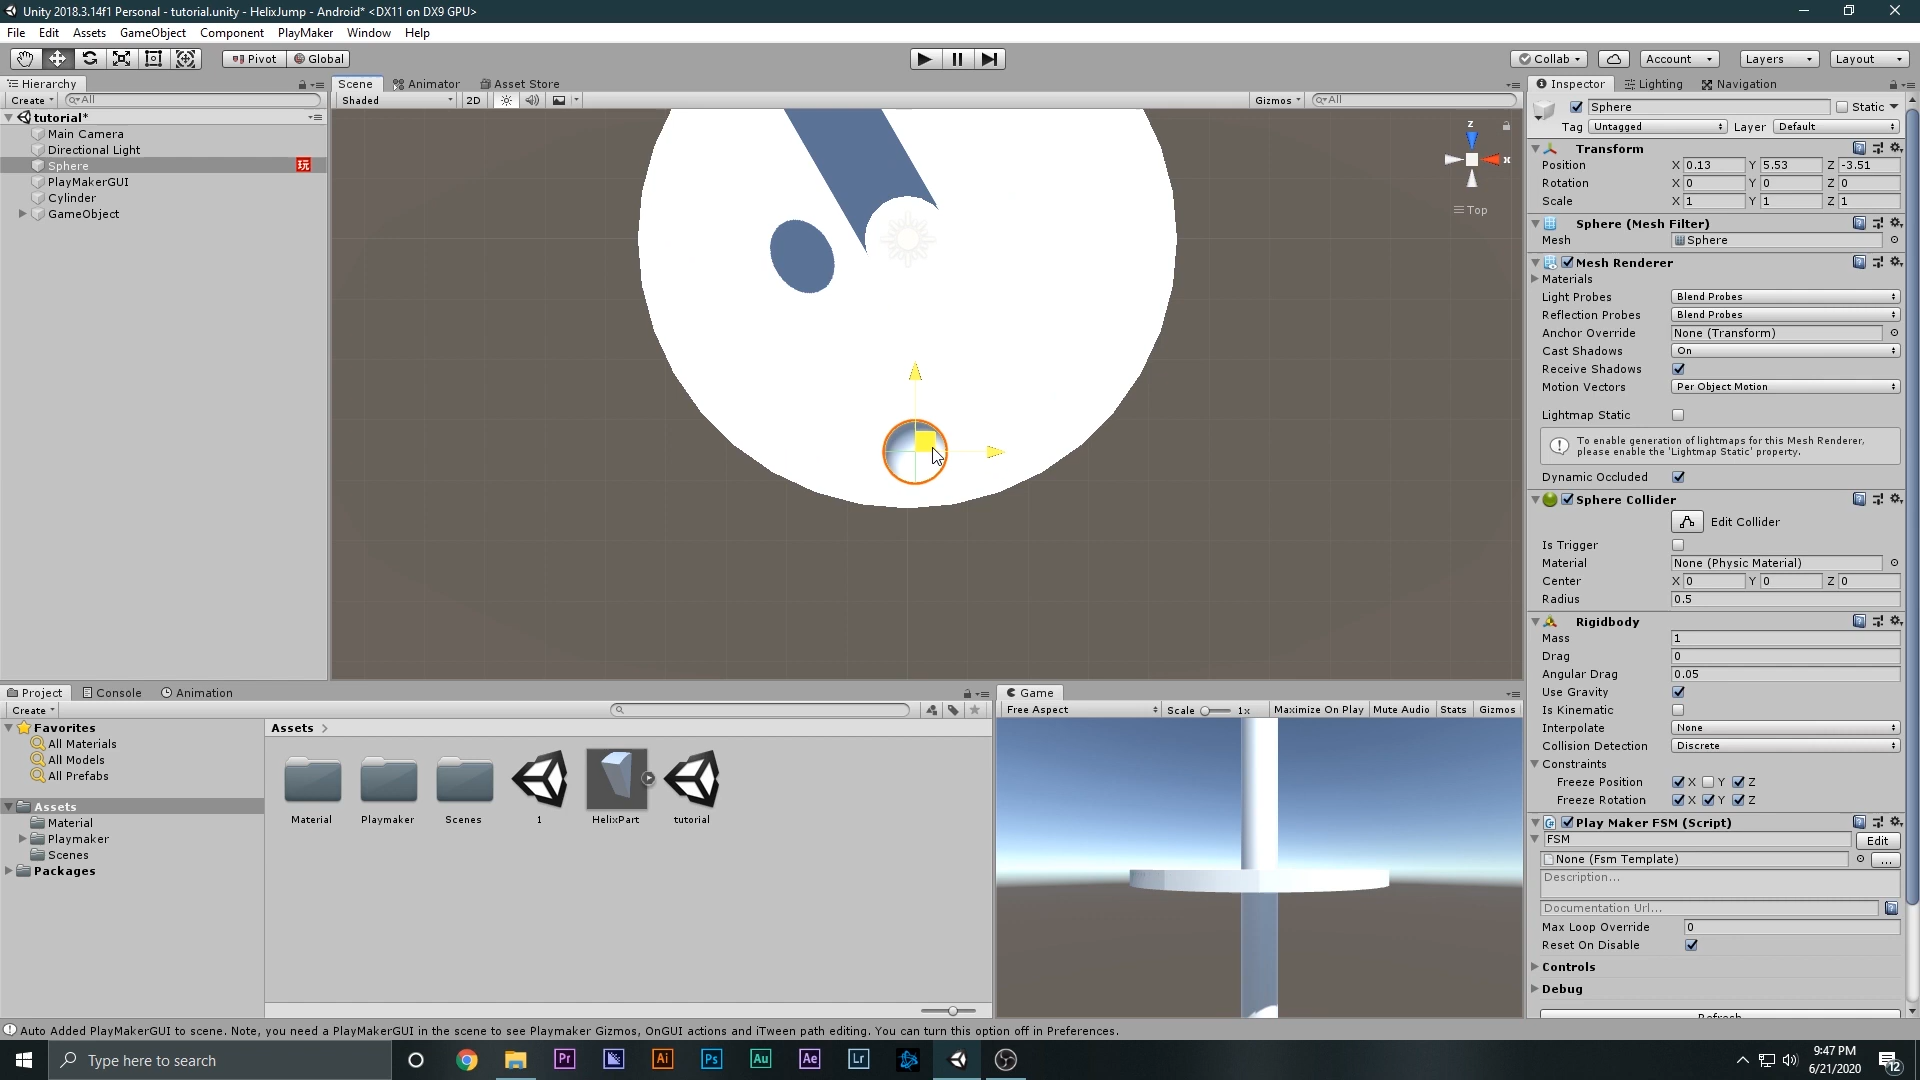 Unity 2018.3.14f1 Personal - tutorial.unity - HelixJump - Android* <DX11 on DX9 GPU>
File Edit Assets GameObject Component PlayMaker Window Help
Pivot Global Collab Account Layers Layout
Hierarchy
Create All
tutorial*
Main Camera
Directional Light
Sphere
玩
PlayMakerGUI
Cylinder
GameObject
Scene Animator Asset Store
Shaded 2D Gizmos All
z
x
Top
Inspector Lighting Navigation
Sphere Static
Tag Untagged Layer Default
Transform
Position X 0.13 Y 5.53 Z -3.51
Rotation X 0 Y 0 Z 0
Scale X 1 Y 1 Z 1
Sphere (Mesh Filter)
Mesh Sphere
Mesh Renderer
Materials
Light Probes Blend Probes
Reflection Probes Blend Probes
Anchor Override None (Transform)
Cast Shadows On
Receive Shadows
Motion Vectors Per Object Motion
Lightmap Static
To enable generation of lightmaps for this Mesh Renderer,
please enable the 'Lightmap Static' property.
Dynamic Occluded
Sphere Collider
Edit Collider
Is Trigger
Material None (Physic Material)
Center X 0 Y 0 Z 0
Radius 0.5
Rigidbody
Mass 1
Drag 0
Angular Drag 0.05
Use Gravity
Is Kinematic
Interpolate None
Collision Detection Discrete
Constraints
Freeze Position X Y Z
Freeze Rotation X Y Z
Play Maker FSM (Script)
FSM Edit
None (Fsm Template) ...
Description...
Documentation Url...
Max Loop Override 0
Reset On Disable
Controls
Debug
Refresh
Project Console Animation
Create
Favorites
All Materials
All Models
All Prefabs
Assets
Material
Playmaker
Scenes
Packages
Assets
Material Playmaker Scenes 1 HelixPart tutorial
Game
Free Aspect Scale 1x Maximize On Play Mute Audio Stats Gizmos
Auto Added PlayMakerGUI to scene. Note, you need a PlayMakerGUI in the scene to see Playmaker Gizmos, OnGUI actions and iTween path editing. You can turn this option off in Preferences.
Type here to search
Pr Ai Ps Au Ae Lr
9:47 PM
6/21/2020
12